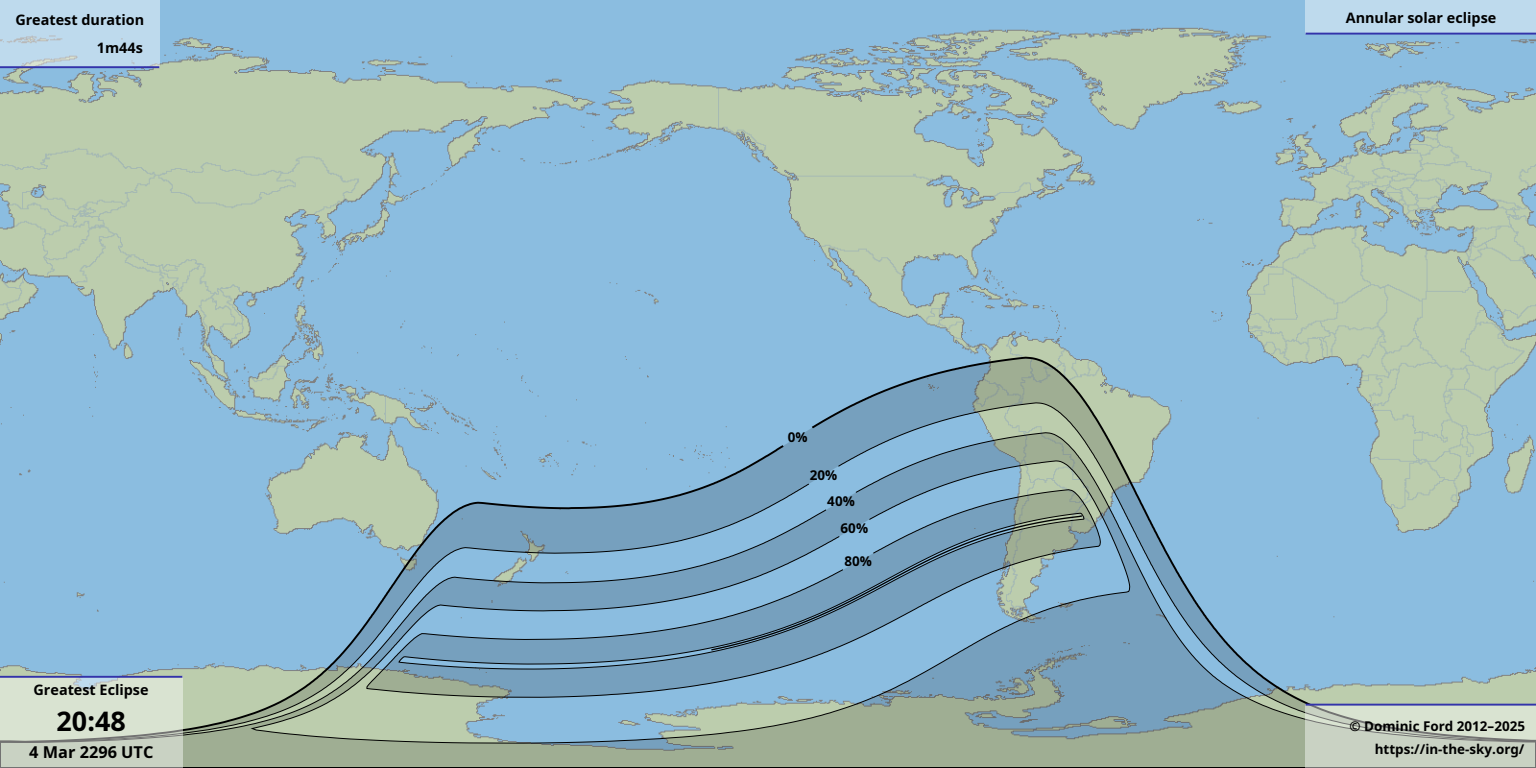 Greatest duration
1m44s
Annular solar eclipse
0%
20%
40%
60%
80%
Greatest Eclipse
20:48
4 Mar 2296 UTC
© Dominic Ford 2012–2025
https://in-the-sky.org/